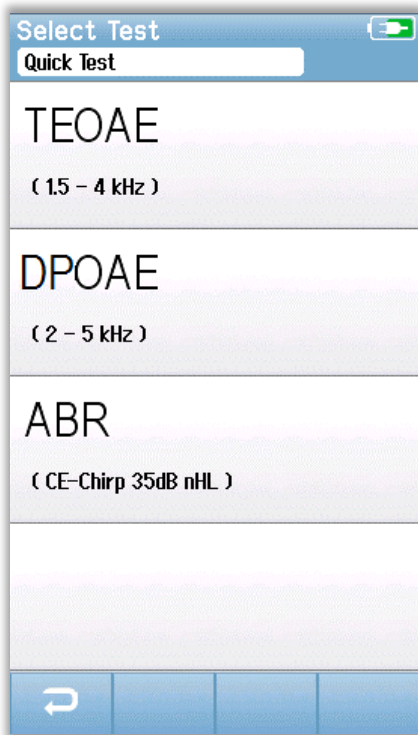 Select Test
Quick Test
TEOAE
( 1.5 - 4 kHz )
DPOAE
( 2 - 5 kHz )
ABR
( CE-Chirp 35dB nHL )